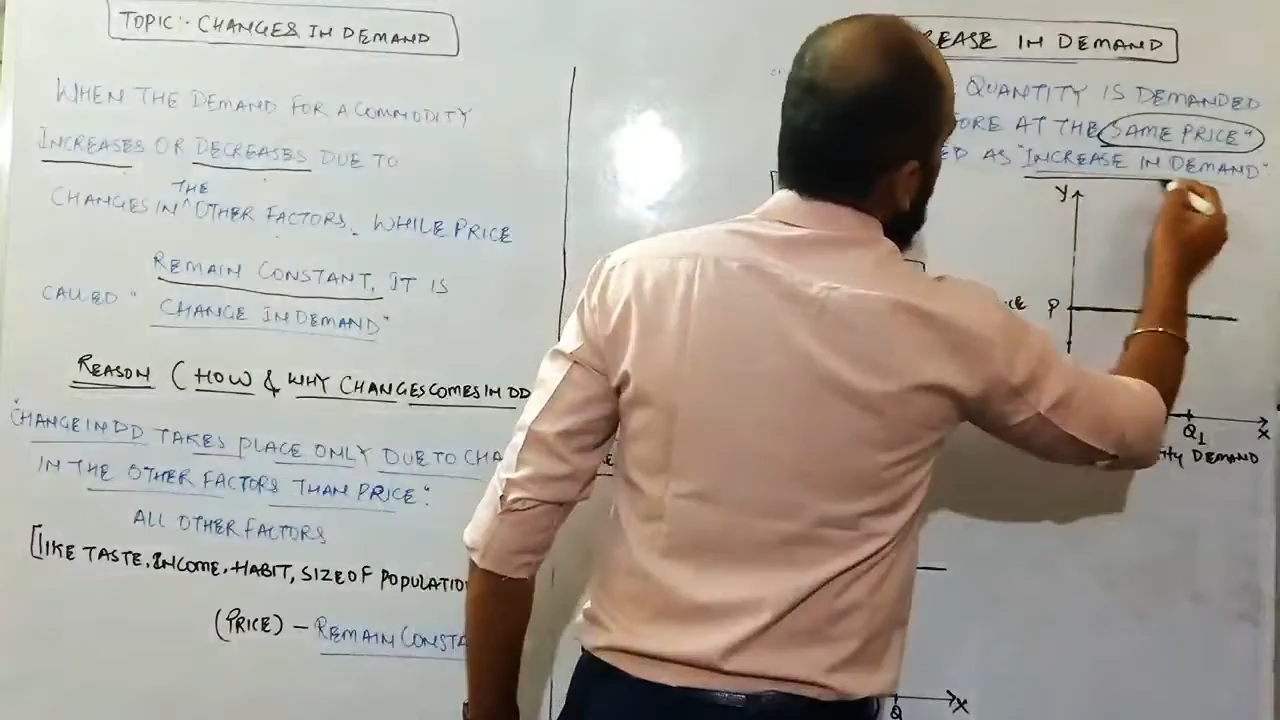 TOPIC:- CHANGES IN DEMAND
WHEN THE DEMAND FOR A COMMODITY
INCREASES OR DECREASES DUE TO
THE
CHANGES IN ^ OTHER FACTORS, WHILE PRICE
REMAIN CONSTANT, IT IS
CALLED "CHANGE IN DEMAND"
REASON (HOW & WHY CHANGES COMES IN DD
"CHANGE IN DD TAKES PLACE ONLY DUE TO CHA
IN THE OTHER FACTORS THAN PRICE".
ALL OTHER FACTORS
[LIKE TASTE, INCOME, HABIT, SIZE OF POPULATIO
(PRICE) - REMAIN CONSTA
EASE IN DEMAND
QUANTITY IS DEMANDED
FORE AT THE "SAME PRICE"
ED AS "INCREASE IN DEMAND"
Y
P
Q1
X
ity DEMAND
Q
X